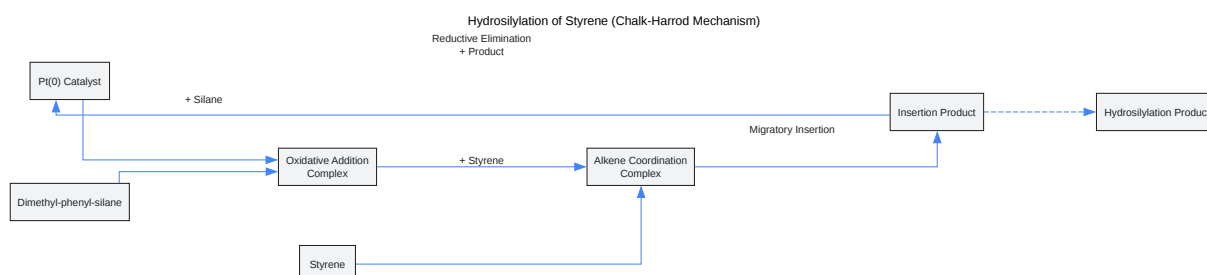 Hydrosilylation of Styrene (Chalk-Harrod Mechanism)
Reductive Elimination
+ Product
Pt(0) Catalyst
+ Silane
Insertion Product
Hydrosilylation Product
Migratory Insertion
Oxidative Addition
Complex
+ Styrene
Alkene Coordination
Complex
Dimethyl-phenyl-silane
Styrene